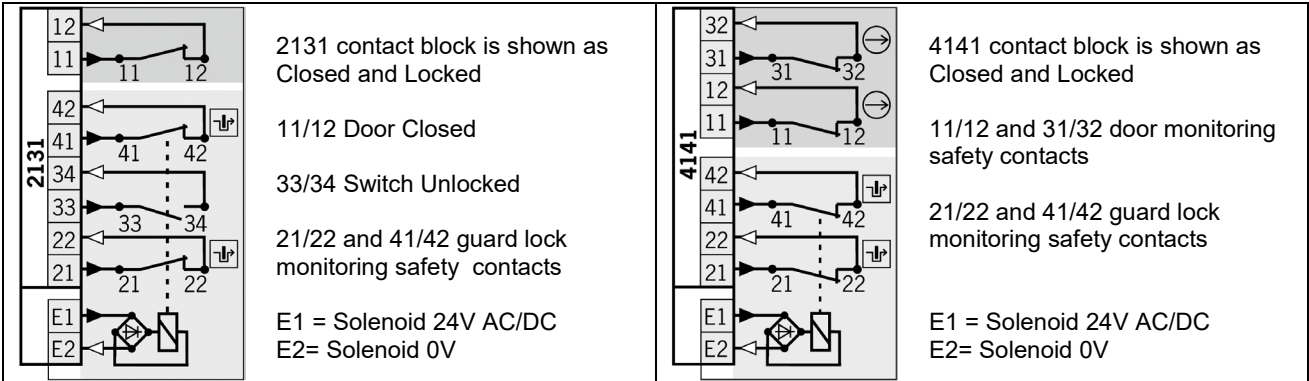 12
11
11 12
42
41
41 42
34
33
33 34
22
21
21 22
E1
E2
2131
2131 contact block is shown as
Closed and Locked
11/12 Door Closed
33/34 Switch Unlocked
21/22 and 41/42 guard lock
monitoring safety  contacts
E1 = Solenoid 24V AC/DC
E2= Solenoid 0V
32
31
31 32
12
11
11 12
42
41
41 42
22
21
21 22
E1
E2
4141
4141 contact block is shown as
Closed and Locked
11/12 and 31/32 door monitoring
safety contacts
21/22 and 41/42 guard lock
monitoring safety contacts
E1 = Solenoid 24V AC/DC
E2= Solenoid 0V